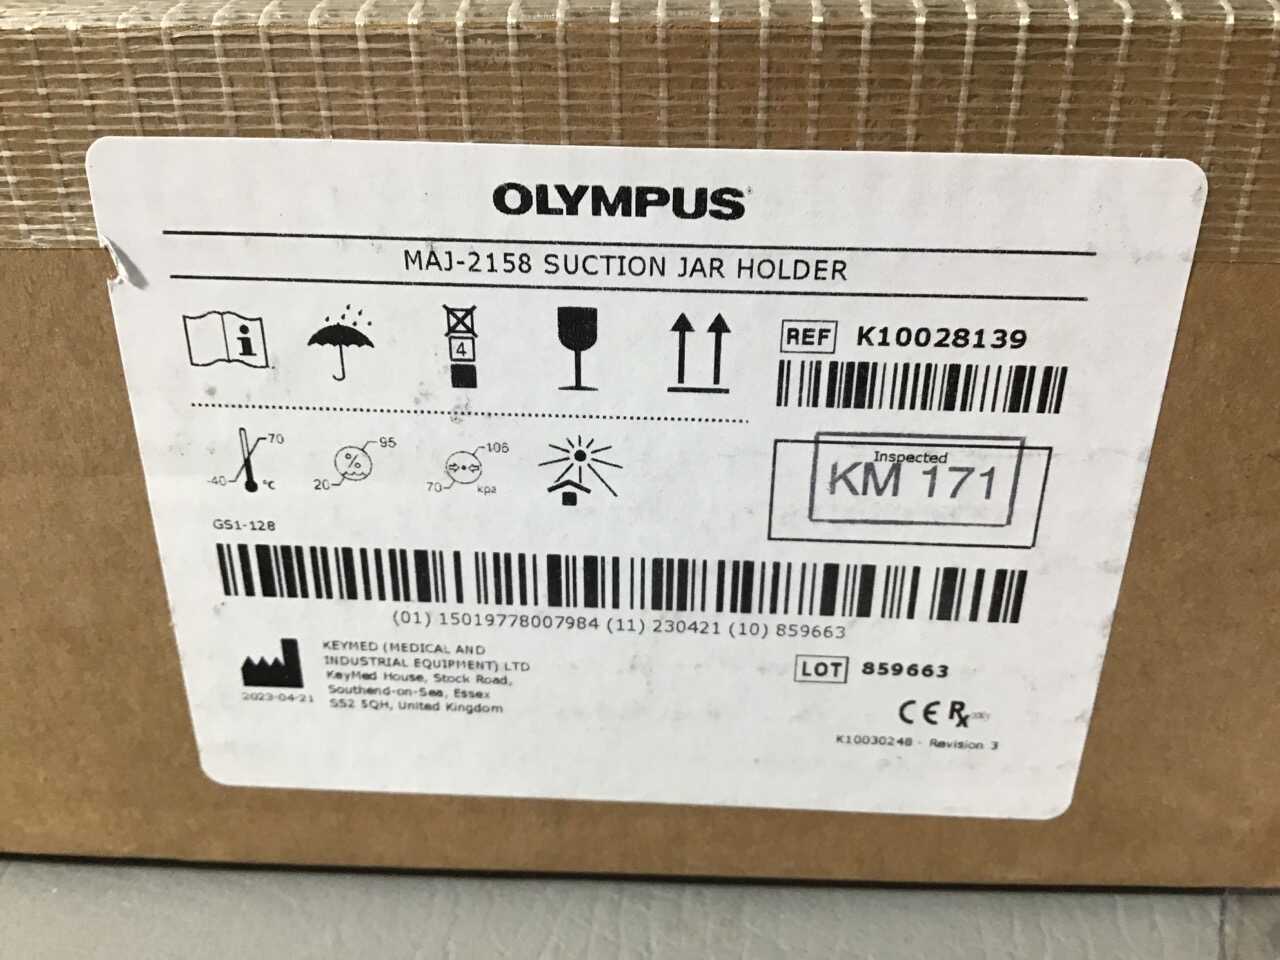 OLYMPUS
MAJ-2158 SUCTION JAR HOLDER
4
REF K10028139
70
-40 °C
95
%
20
106
70 kpa
Inspected
KM 171
GS1-128
(01) 15019778007984 (11) 230421 (10) 859663
KEYMED (MEDICAL AND
INDUSTRIAL EQUIPMENT) LTD
KeyMed House, Stock Road,
Southend-on-Sea, Essex
SS2 5QH, United Kingdom
2023-04-21
LOT 859663
CE Rx
K10030248 - Revision 3